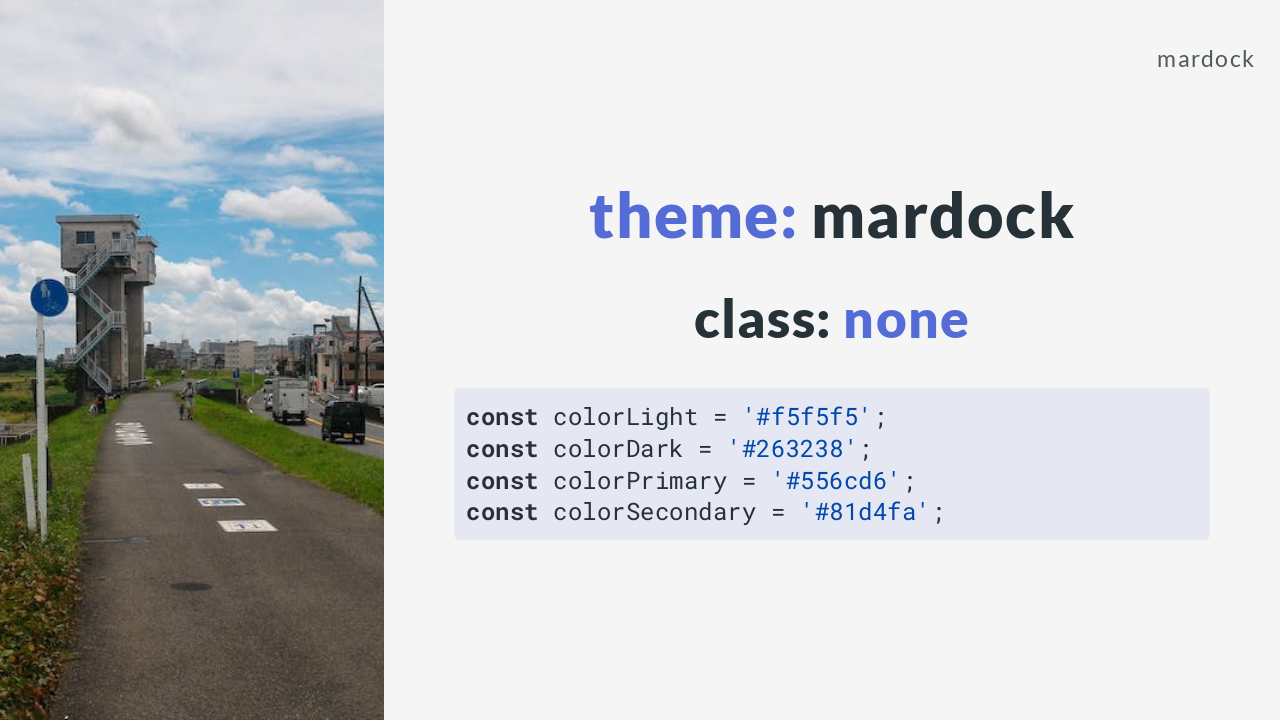 mardock
theme: mardock
class: none
const colorLight = '#f5f5f5';
const colorDark = '#263238';
const colorPrimary = '#556cd6';
const colorSecondary = '#81d4fa';